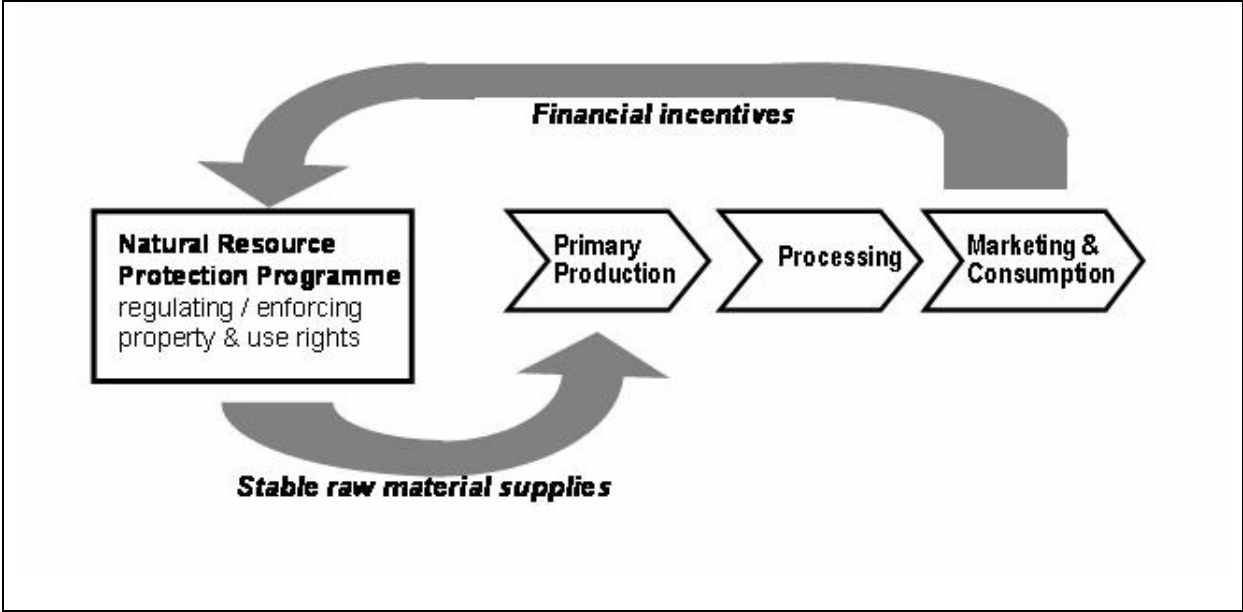 Financial incentives
Natural Resource
Protection Programme
regulating / enforcing
property & use rights
Primary
Production
Processing
Marketing &
Consumption
Stable raw material supplies